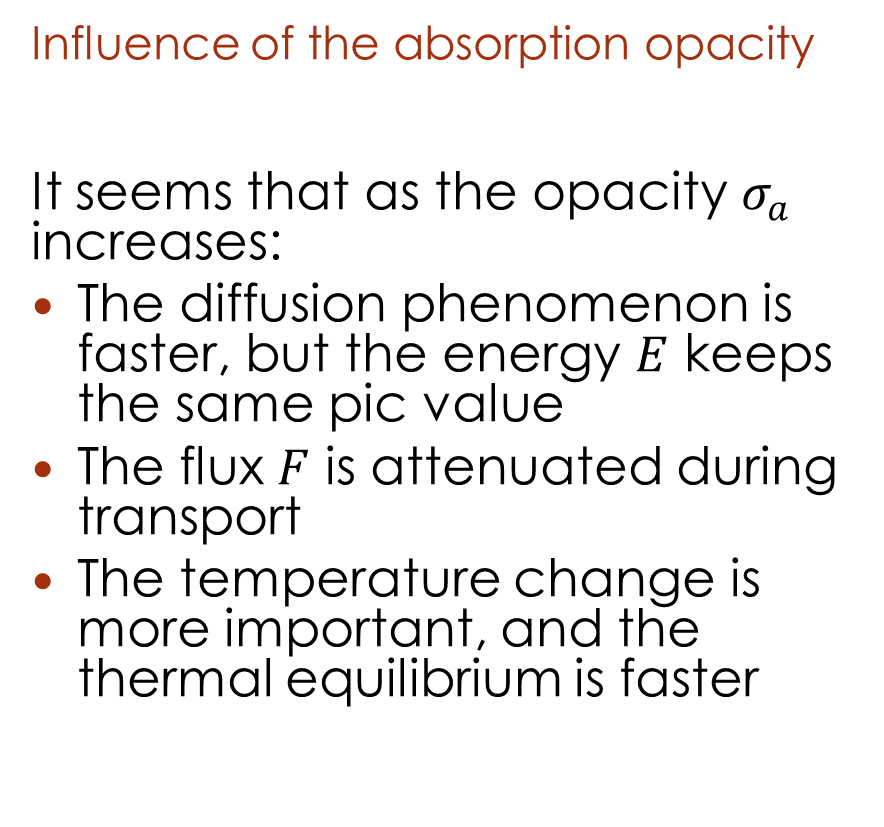 Influence of the absorption opacity
It seems that as the opacity σₐ
increases:
• The diffusion phenomenon is
faster, but the energy E keeps
the same pic value
• The flux F is attenuated during
transport
• The temperature change is
more important, and the
thermal equilibrium is faster